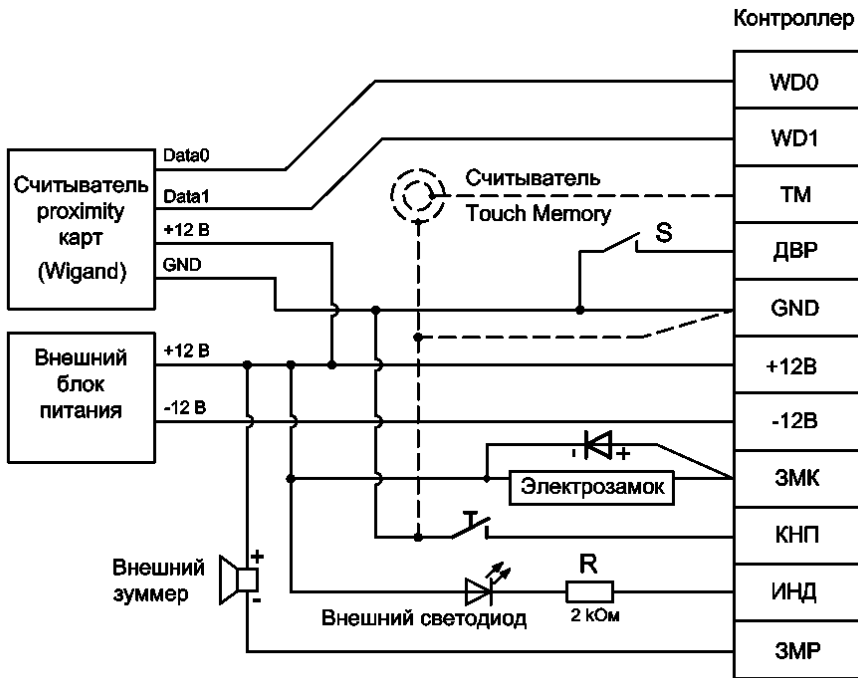 Контроллер
WD0
WD1
TM
ДВР
GND
+12В
-12В
ЗМК
КНП
ИНД
ЗМР
Считыватель
proximity
карт
(Wigand)
Data0
Data1
+12 В
GND
Считыватель
Touch Memory
S
Внешний
блок
питания
+12 В
-12 В
- +
Электрозамок
T
Внешний
зуммер
+
-
Внешний светодиод
R
2 кОм